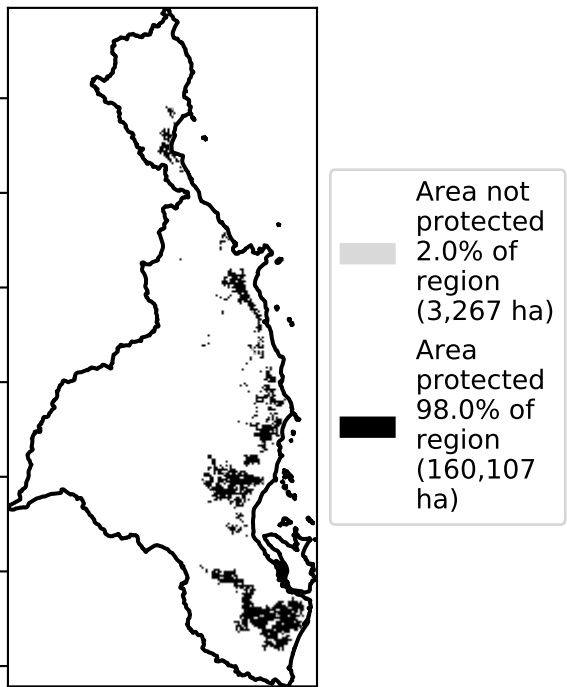 Area not
protected
2.0% of
region
(3,267 ha)
Area
protected
98.0% of
region
(160,107
ha)